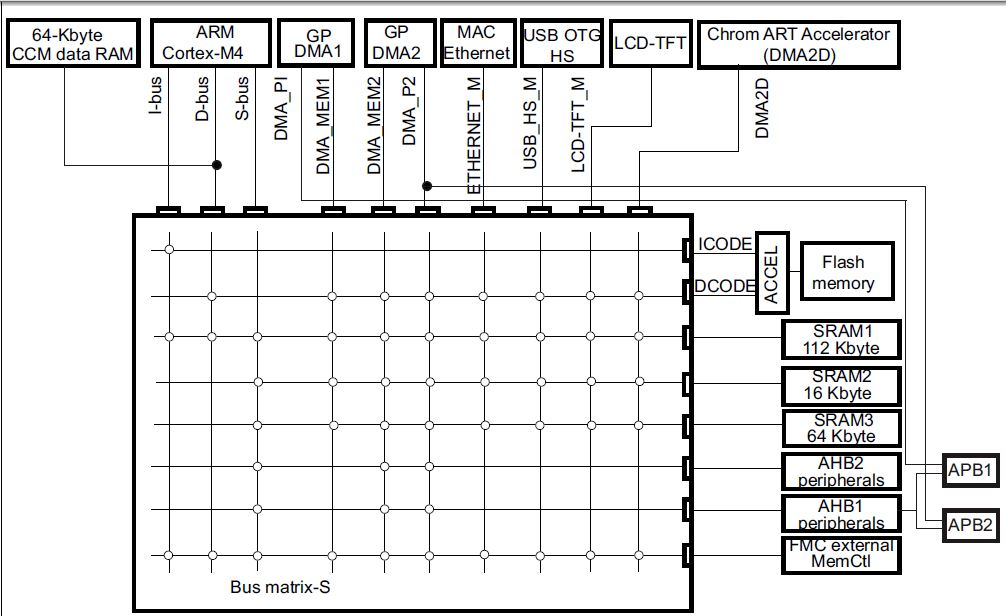 64-Kbyte
CCM data RAM
ARM
Cortex-M4
GP
DMA1
GP
DMA2
MAC
Ethernet
USB OTG
HS
LCD-TFT
Chrom ART Accelerator
(DMA2D)
I-bus
D-bus
S-bus
DMA_PI
DMA_MEM1
DMA_MEM2
DMA_P2
ETHERNET_M
USB_HS_M
LCD-TFT_M
DMA2D
ICODE
DCODE
ACCEL
Flash
memory
SRAM1
112 Kbyte
SRAM2
16 Kbyte
SRAM3
64 Kbyte
AHB2
peripherals
AHB1
peripherals
FMC external
MemCtl
APB1
APB2
Bus matrix-S